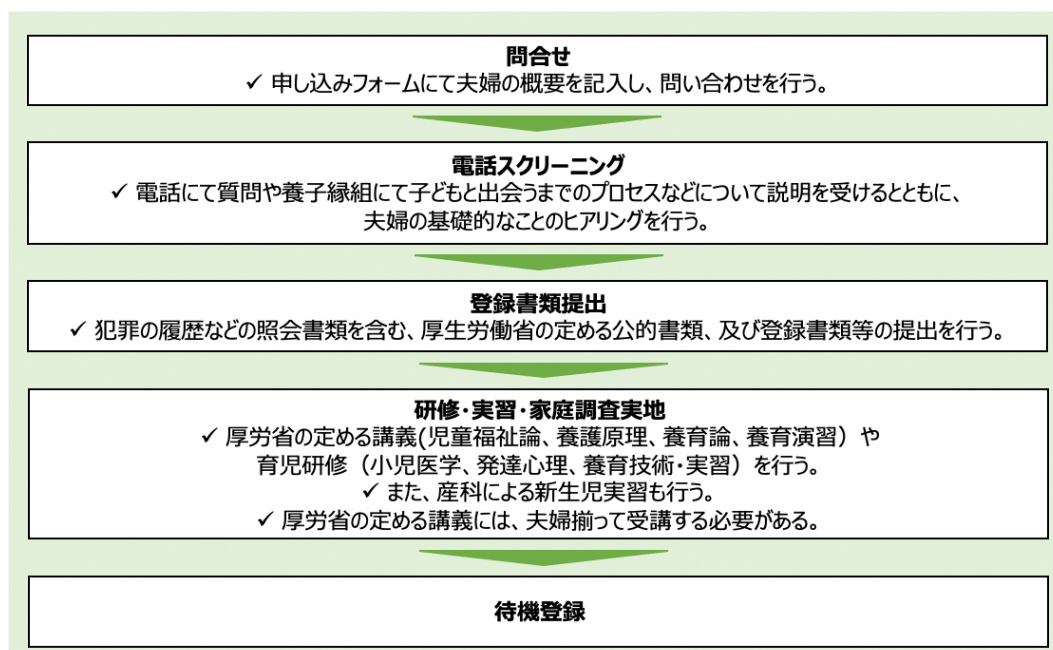 問合せ
✓ 申し込みフォームにて夫婦の概要を記入し、問い合わせを行う。
電話スクリーニング
✓ 電話にて質問や養子縁組にて子どもと出会うまでのプロセスなどについて説明を受けるとともに、
夫婦の基礎的なことのヒアリングを行う。
登録書類提出
✓ 犯罪の履歴などの照会書類を含む、厚生労働省の定める公的書類、及び登録書類等の提出を行う。
研修・実習・家庭調査実地
✓ 厚労省の定める講義(児童福祉論、養護原理、養育論、養育演習）や
育児研修（小児医学、発達心理、養育技術・実習）を行う。
✓ また、産科による新生児実習も行う。
✓ 厚労省の定める講義には、夫婦揃って受講する必要がある。
待機登録